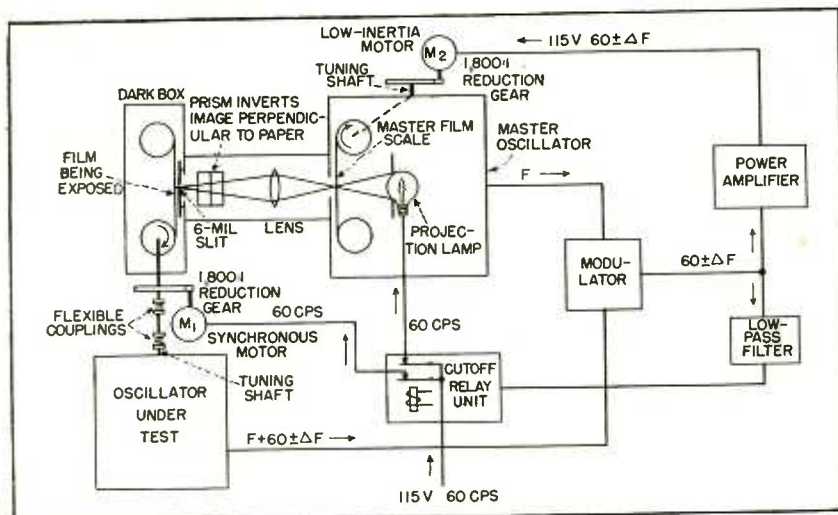 LOW-INERTIA
MOTOR
M2
115V 60±ΔF
TUNING
SHAFT
1,800:1
REDUCTION
GEAR
DARK BOX
PRISM INVERTS
IMAGE PERPENDIC-
ULAR TO PAPER
MASTER FILM
SCALE
MASTER
OSCILLATOR
FILM
BEING
EXPOSED
F
POWER
AMPLIFIER
6-MIL
SLIT
LENS
PROJEC-
TION
LAMP
MODU-
LATOR
60±ΔF
1,800:1
REDUCTION
GEAR
FLEXIBLE
COUPLINGS
M1
60 CPS
SYNCHRONOUS
MOTOR
60 CPS
LOW-
PASS
FILTER
TUNING
SHAFT
CUTOFF
RELAY
UNIT
OSCILLATOR
UNDER
TEST
F+60±ΔF
115V 60 CPS